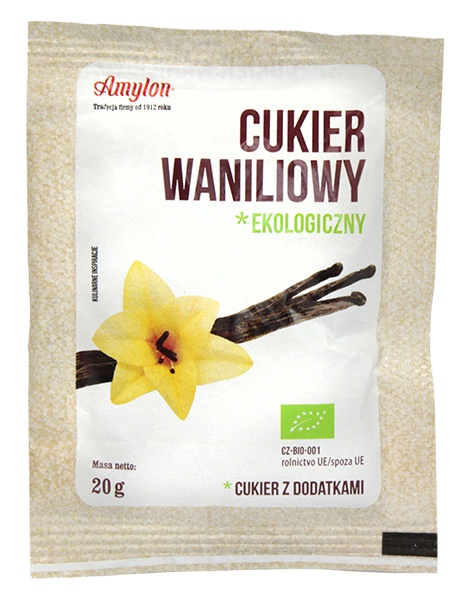 Amylon®
Tradycja firmy od 1912 roku
CUKIER
WANILIOWY
*EKOLOGICZNY
KULINARNE INSPIRACJE
CZ-BIO-001
rolnictvo UE/spoza UE
Masa netto:
20 g
* CUKIER Z DODATKAMI